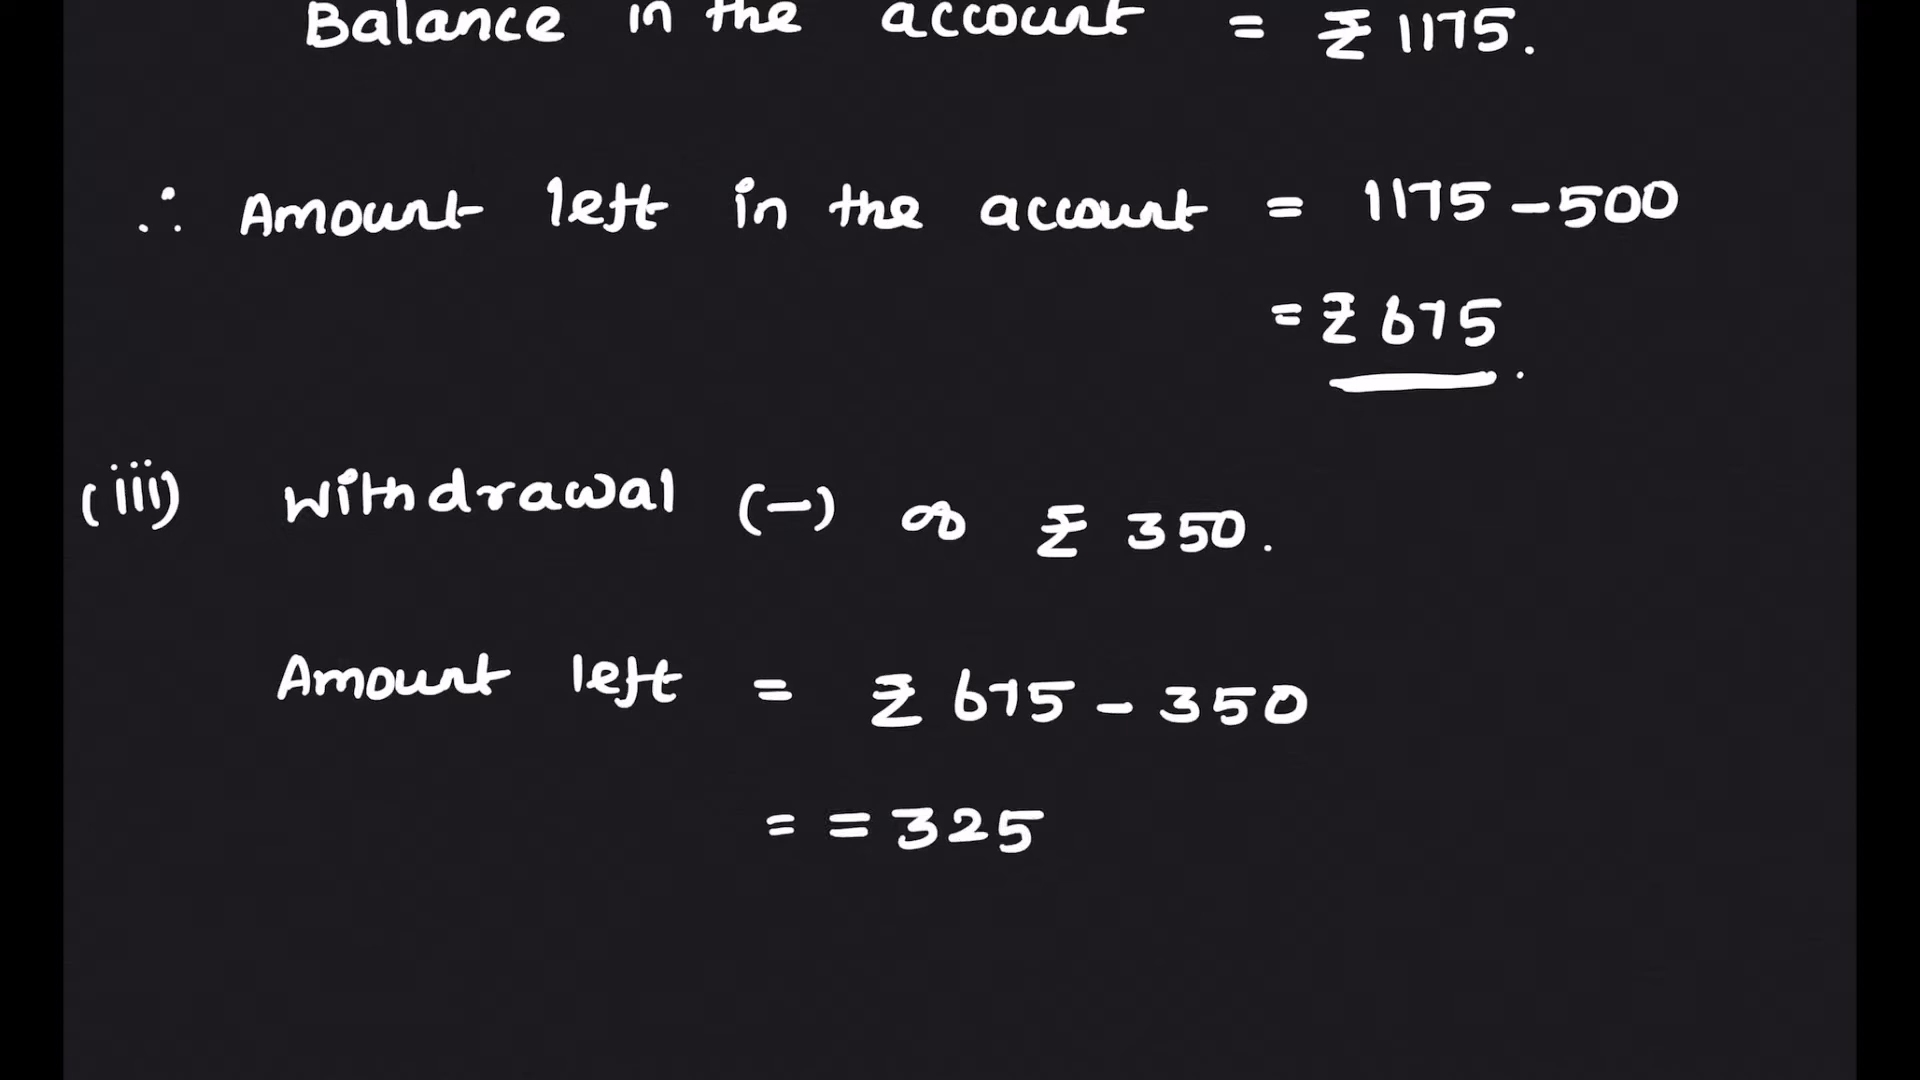 Balance in the account = ₹ 1175.
∴ Amount left in the account = 1175 - 500
= ₹ 675.
(iii) Withdrawal (-) of ₹ 350.
Amount left = ₹ 675 - 350
= = 325